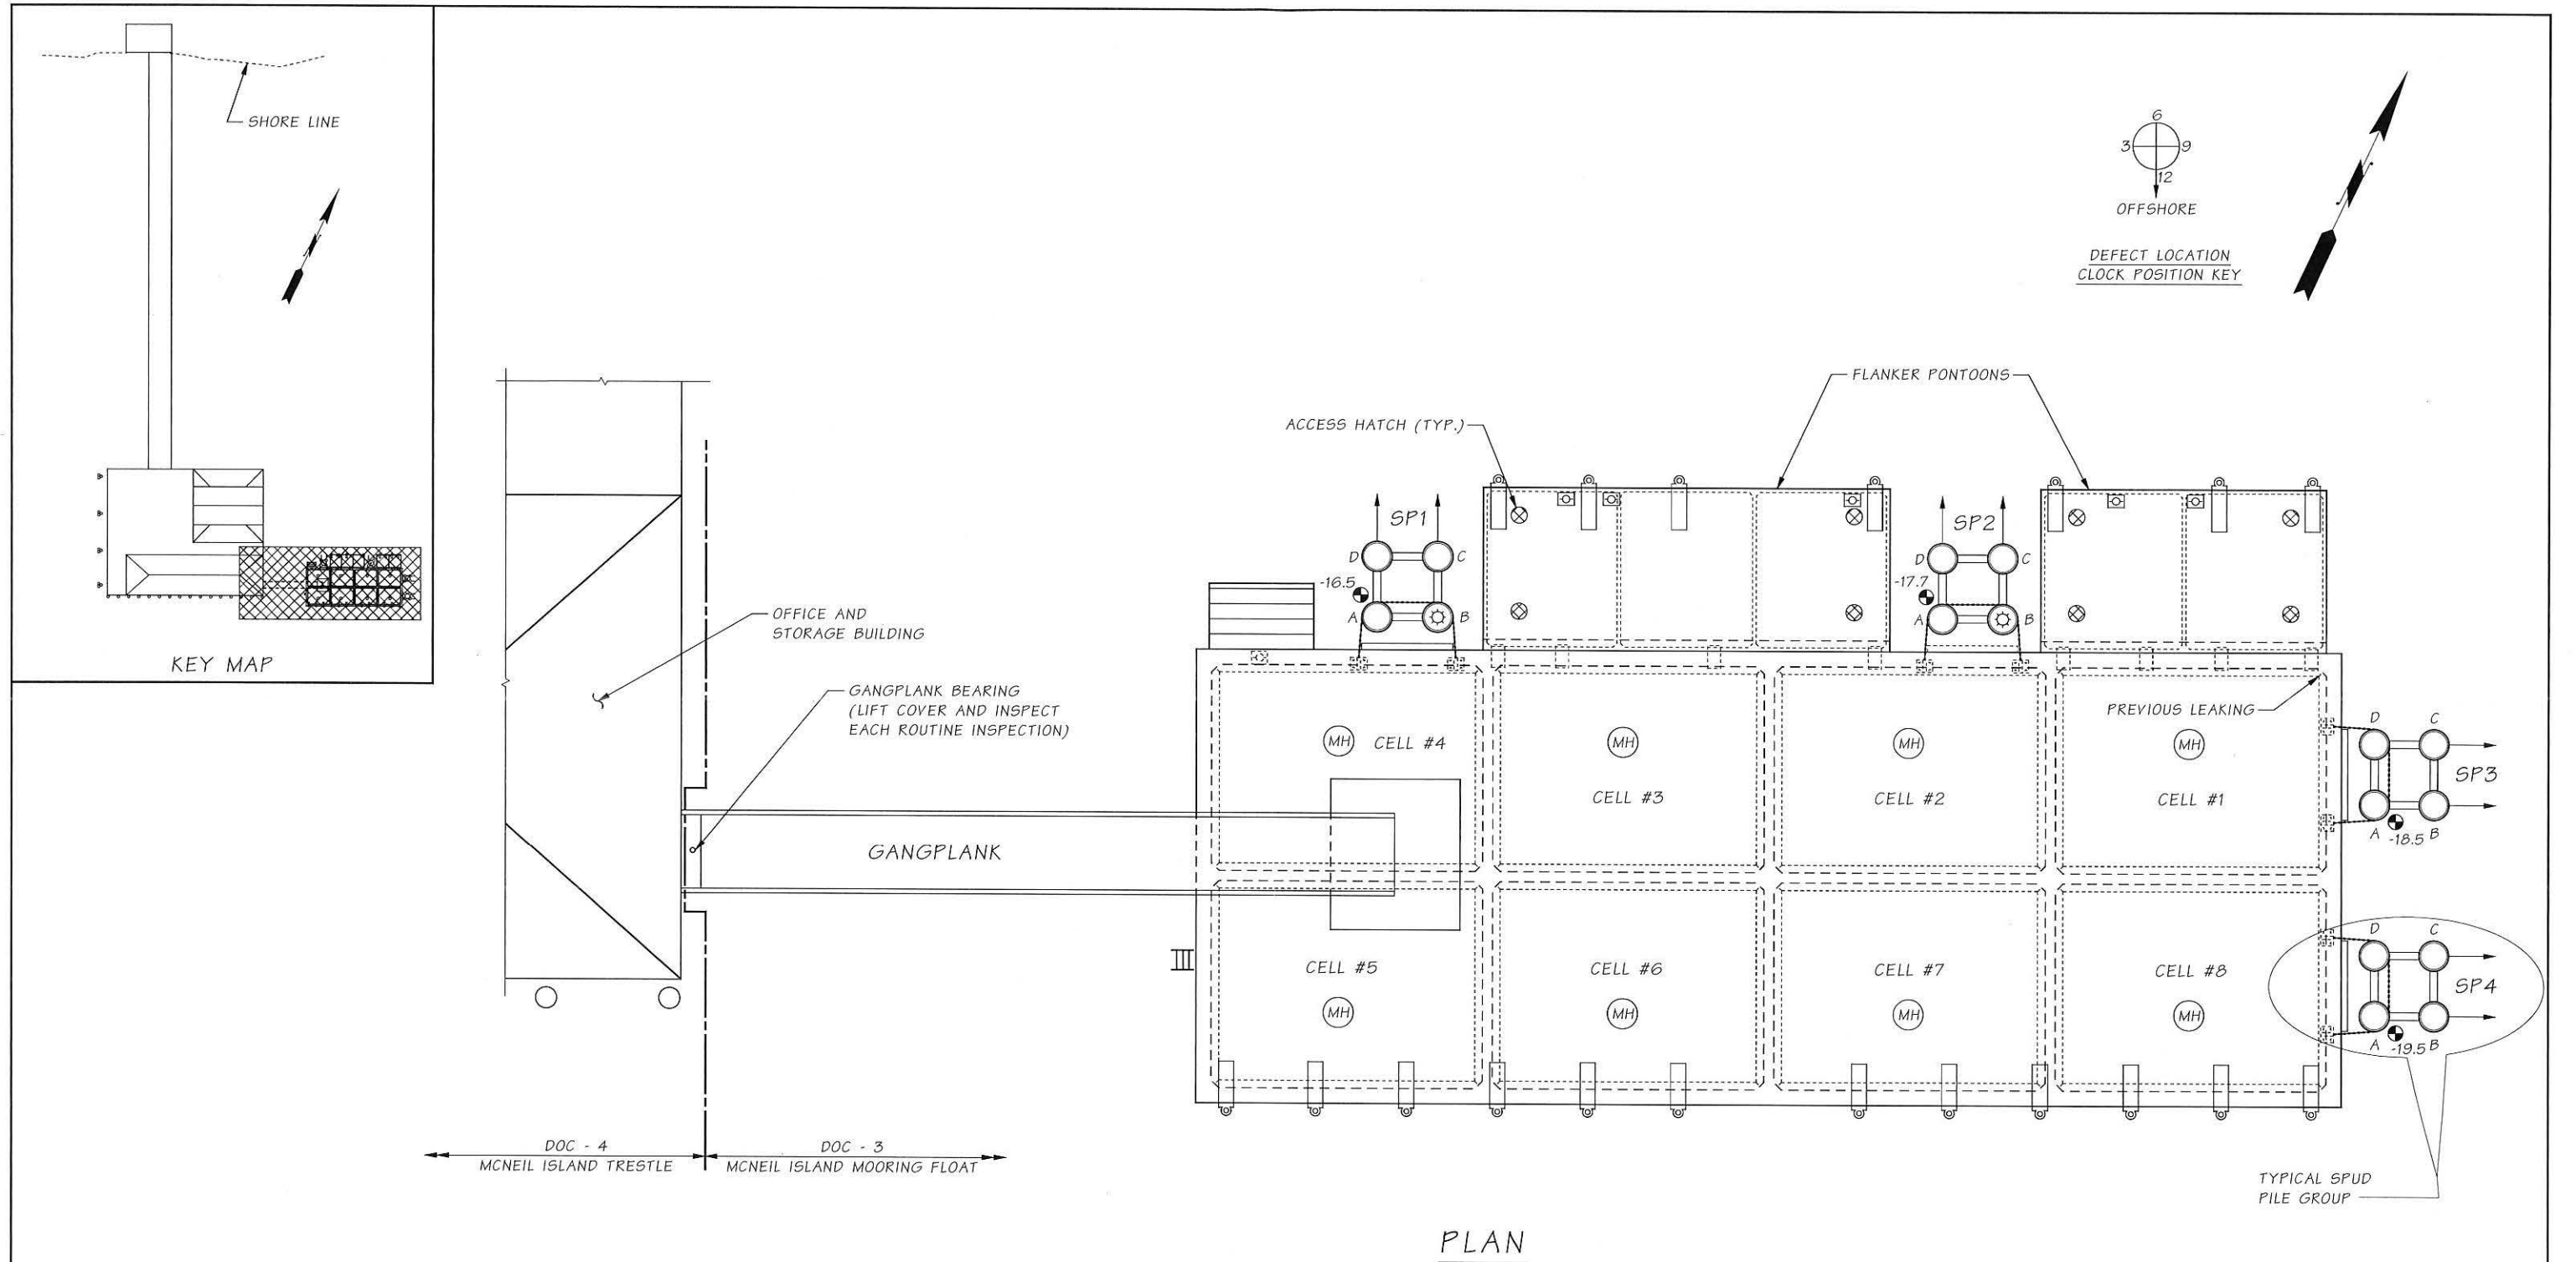 SHORE LINE
KEY MAP
6
3
9
12
OFFSHORE
DEFECT LOCATION
CLOCK POSITION KEY
FLANKER PONTOONS
ACCESS HATCH (TYP.)
SP1
D
C
-16.5
A
B
SP2
D
C
-17.7
A
B
OFFICE AND
STORAGE BUILDING
GANGPLANK BEARING
(LIFT COVER AND INSPECT
EACH ROUTINE INSPECTION)
GANGPLANK
PREVIOUS LEAKING
MH
CELL #4
MH
CELL #3
MH
CELL #2
MH
CELL #1
D
C
SP3
A
-18.5
B
CELL #5
MH
CELL #6
MH
CELL #7
MH
CELL #8
MH
D
C
SP4
A
-19.5
B
DOC - 4
MCNEIL ISLAND TRESTLE
DOC - 3
MCNEIL ISLAND MOORING FLOAT
TYPICAL SPUD
PILE GROUP
PLAN